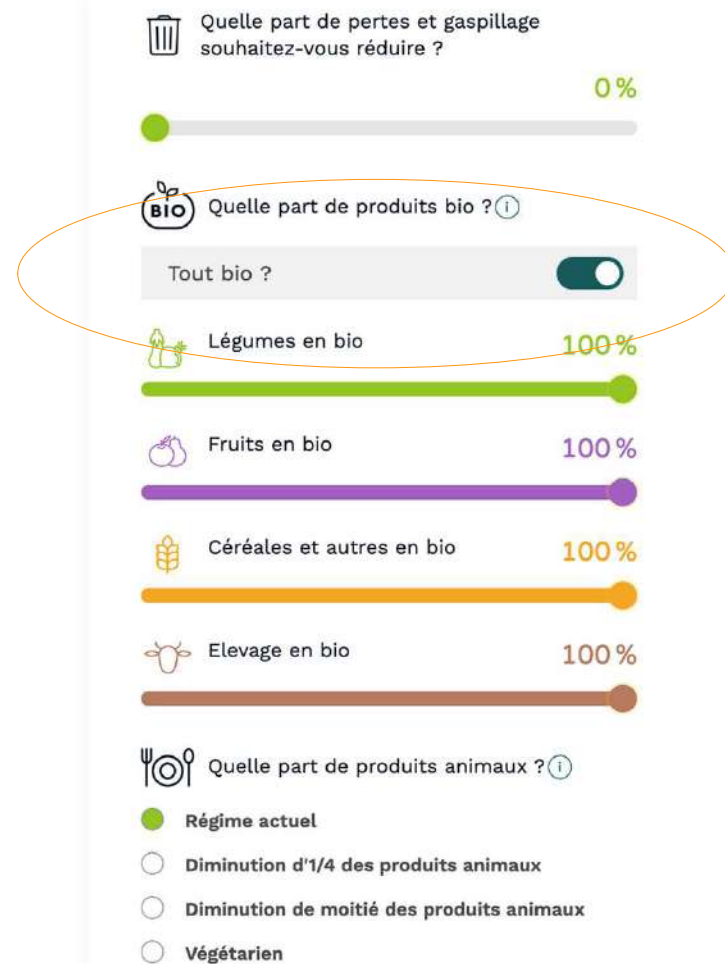 Quelle part de pertes et gaspillage
souhaitez-vous réduire ?
0 %
BIO
Quelle part de produits bio ? i
Tout bio ?
Légumes en bio
100 %
Fruits en bio
100 %
Céréales et autres en bio
100 %
Elevage en bio
100 %
Quelle part de produits animaux ? i
Régime actuel
Diminution d'1/4 des produits animaux
Diminution de moitié des produits animaux
Végétarien